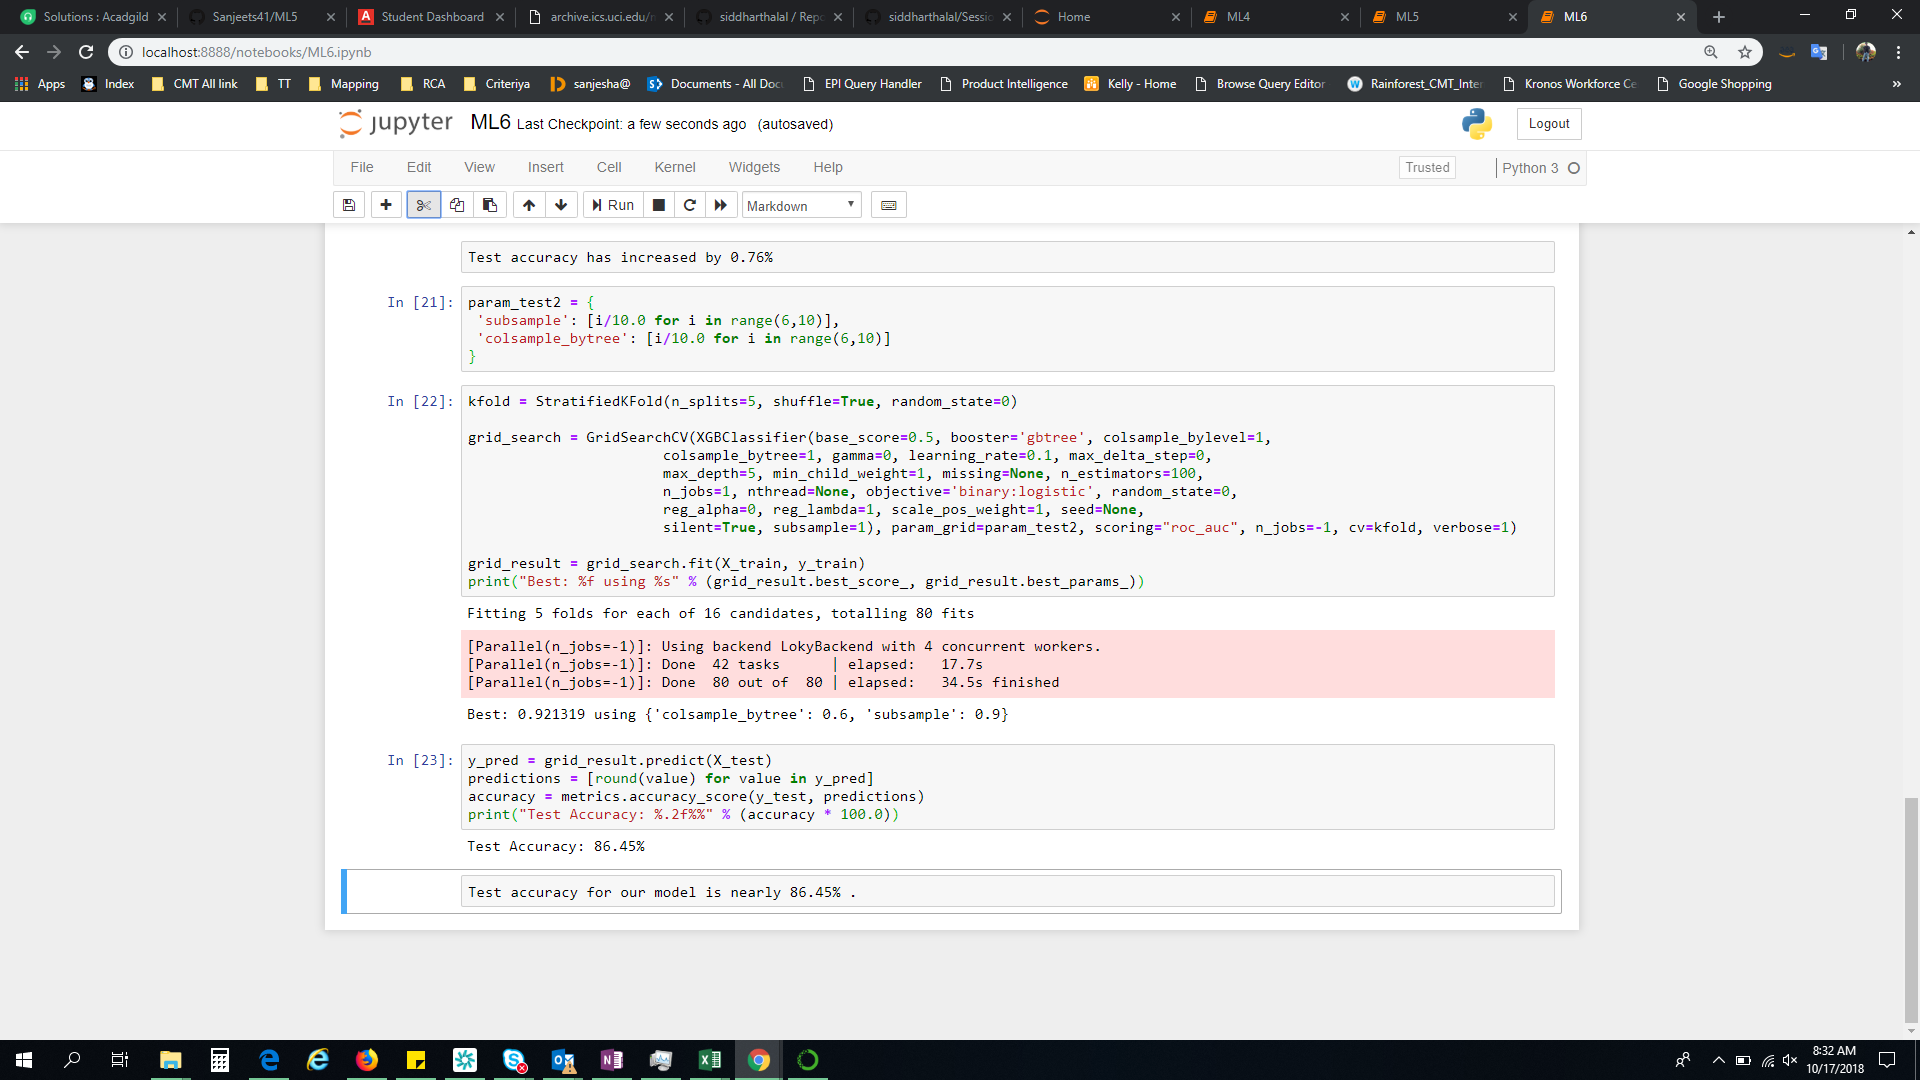 Solutions : Acadgild
Sanjeets41/ML5
Student Dashboard
archive.ics.uci.edu/
siddharthalal / Repo
siddharthalal/Sessio
Home
ML4
ML5
ML6
localhost:8888/notebooks/ML6.ipynb
Apps
Index
CMT All link
TT
Mapping
RCA
Criteriya
sanjesha@
Documents - All Doc
EPI Query Handler
Product Intelligence
Kelly - Home
Browse Query Editor
Rainforest_CMT_Inter
Kronos Workforce Ce
Google Shopping
»
jupyter ML6 Last Checkpoint: a few seconds ago (autosaved)
Logout
File Edit View Insert Cell Kernel Widgets Help
Trusted
Python 3
Run
Markdown
Test accuracy has increased by 0.76%
In [21]: param_test2 = {
'subsample': [i/10.0 for i in range(6,10)],
'colsample_bytree': [i/10.0 for i in range(6,10)]
}
In [22]: kfold = StratifiedKFold(n_splits=5, shuffle=True, random_state=0)
grid_search = GridSearchCV(XGBClassifier(base_score=0.5, booster='gbtree', colsample_bylevel=1,
colsample_bytree=1, gamma=0, learning_rate=0.1, max_delta_step=0,
max_depth=5, min_child_weight=1, missing=None, n_estimators=100,
n_jobs=1, nthread=None, objective='binary:logistic', random_state=0,
reg_alpha=0, reg_lambda=1, scale_pos_weight=1, seed=None,
silent=True, subsample=1), param_grid=param_test2, scoring="roc_auc", n_jobs=-1, cv=kfold, verbose=1)
grid_result = grid_search.fit(X_train, y_train)
print("Best: %f using %s" % (grid_result.best_score_, grid_result.best_params_))
Fitting 5 folds for each of 16 candidates, totalling 80 fits
[Parallel(n_jobs=-1)]: Using backend LokyBackend with 4 concurrent workers.
[Parallel(n_jobs=-1)]: Done  42 tasks      | elapsed:   17.7s
[Parallel(n_jobs=-1)]: Done  80 out of  80 | elapsed:   34.5s finished
Best: 0.921319 using {'colsample_bytree': 0.6, 'subsample': 0.9}
In [23]: y_pred = grid_result.predict(X_test)
predictions = [round(value) for value in y_pred]
accuracy = metrics.accuracy_score(y_test, predictions)
print("Test Accuracy: %.2f%%" % (accuracy * 100.0))
Test Accuracy: 86.45%
Test accuracy for our model is nearly 86.45% .
8:32 AM
10/17/2018